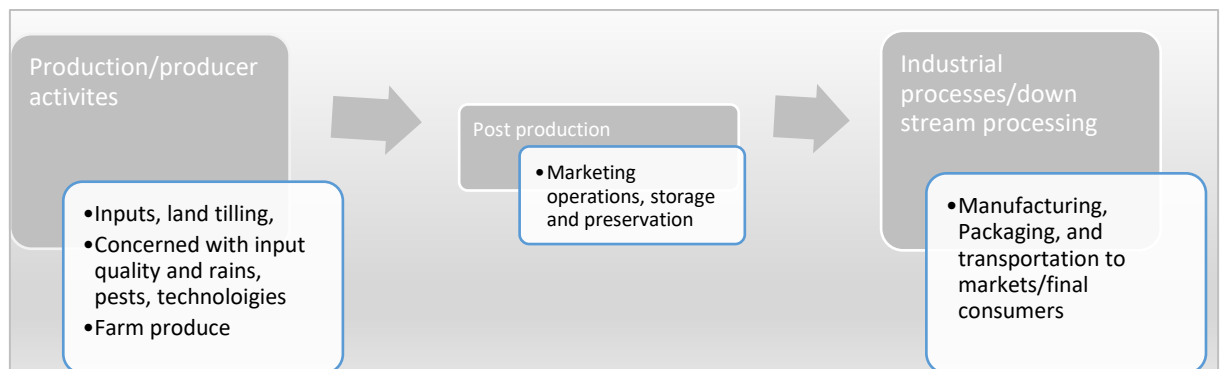 Production/producer
activites
•Inputs, land tilling,
•Concerned with input
quality and rains,
pests, technoloigies
•Farm produce
Post production
•Marketing
operations, storage
and preservation
Industrial
processes/down
stream processing
•Manufacturing,
Packaging, and
transportation to
markets/final
consumers